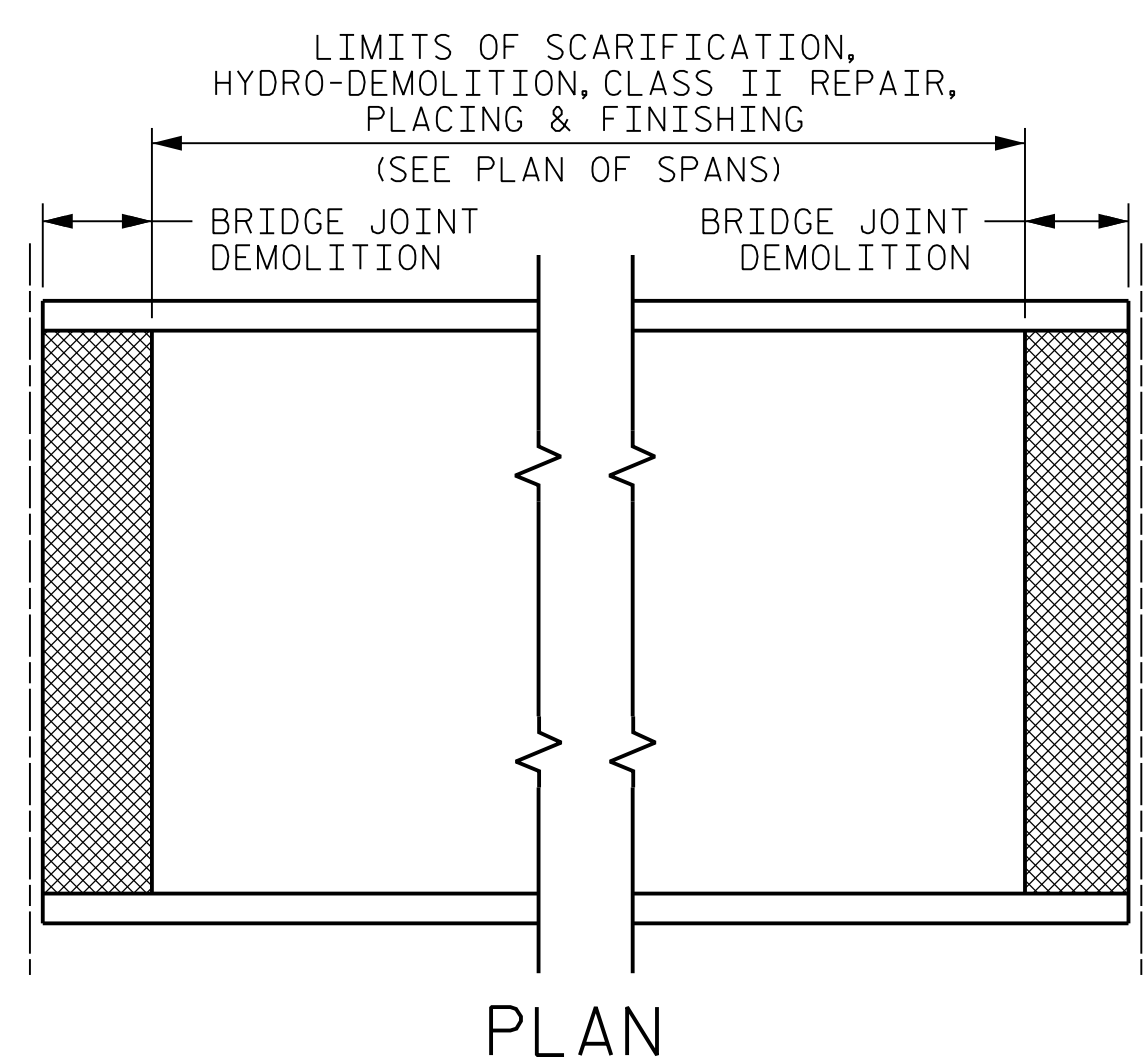 LIMITS OF SCARIFICATION,
HYDRO-DEMOLITION, CLASS II REPAIR,
PLACING & FINISHING
(SEE PLAN OF SPANS)
BRIDGE JOINT
DEMOLITION
BRIDGE JOINT
DEMOLITION
PLAN